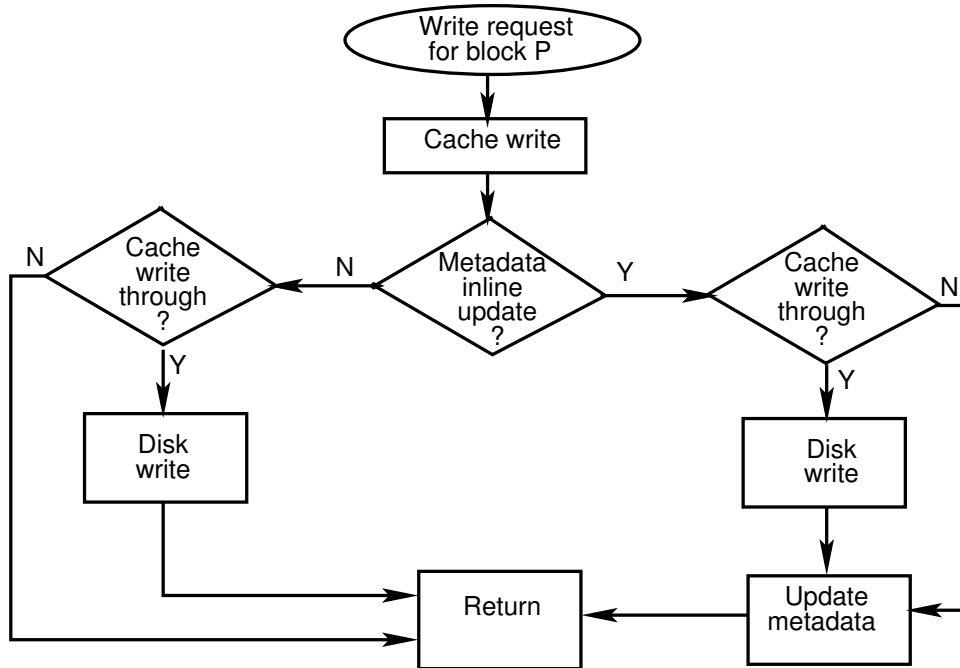 Write request
for block P
Cache write
N
Cache
write
through
?
N
Metadata
inline
update
?
Y
Cache
write
through
?
N
Y
Y
Disk
write
Disk
write
Return
Update
metadata